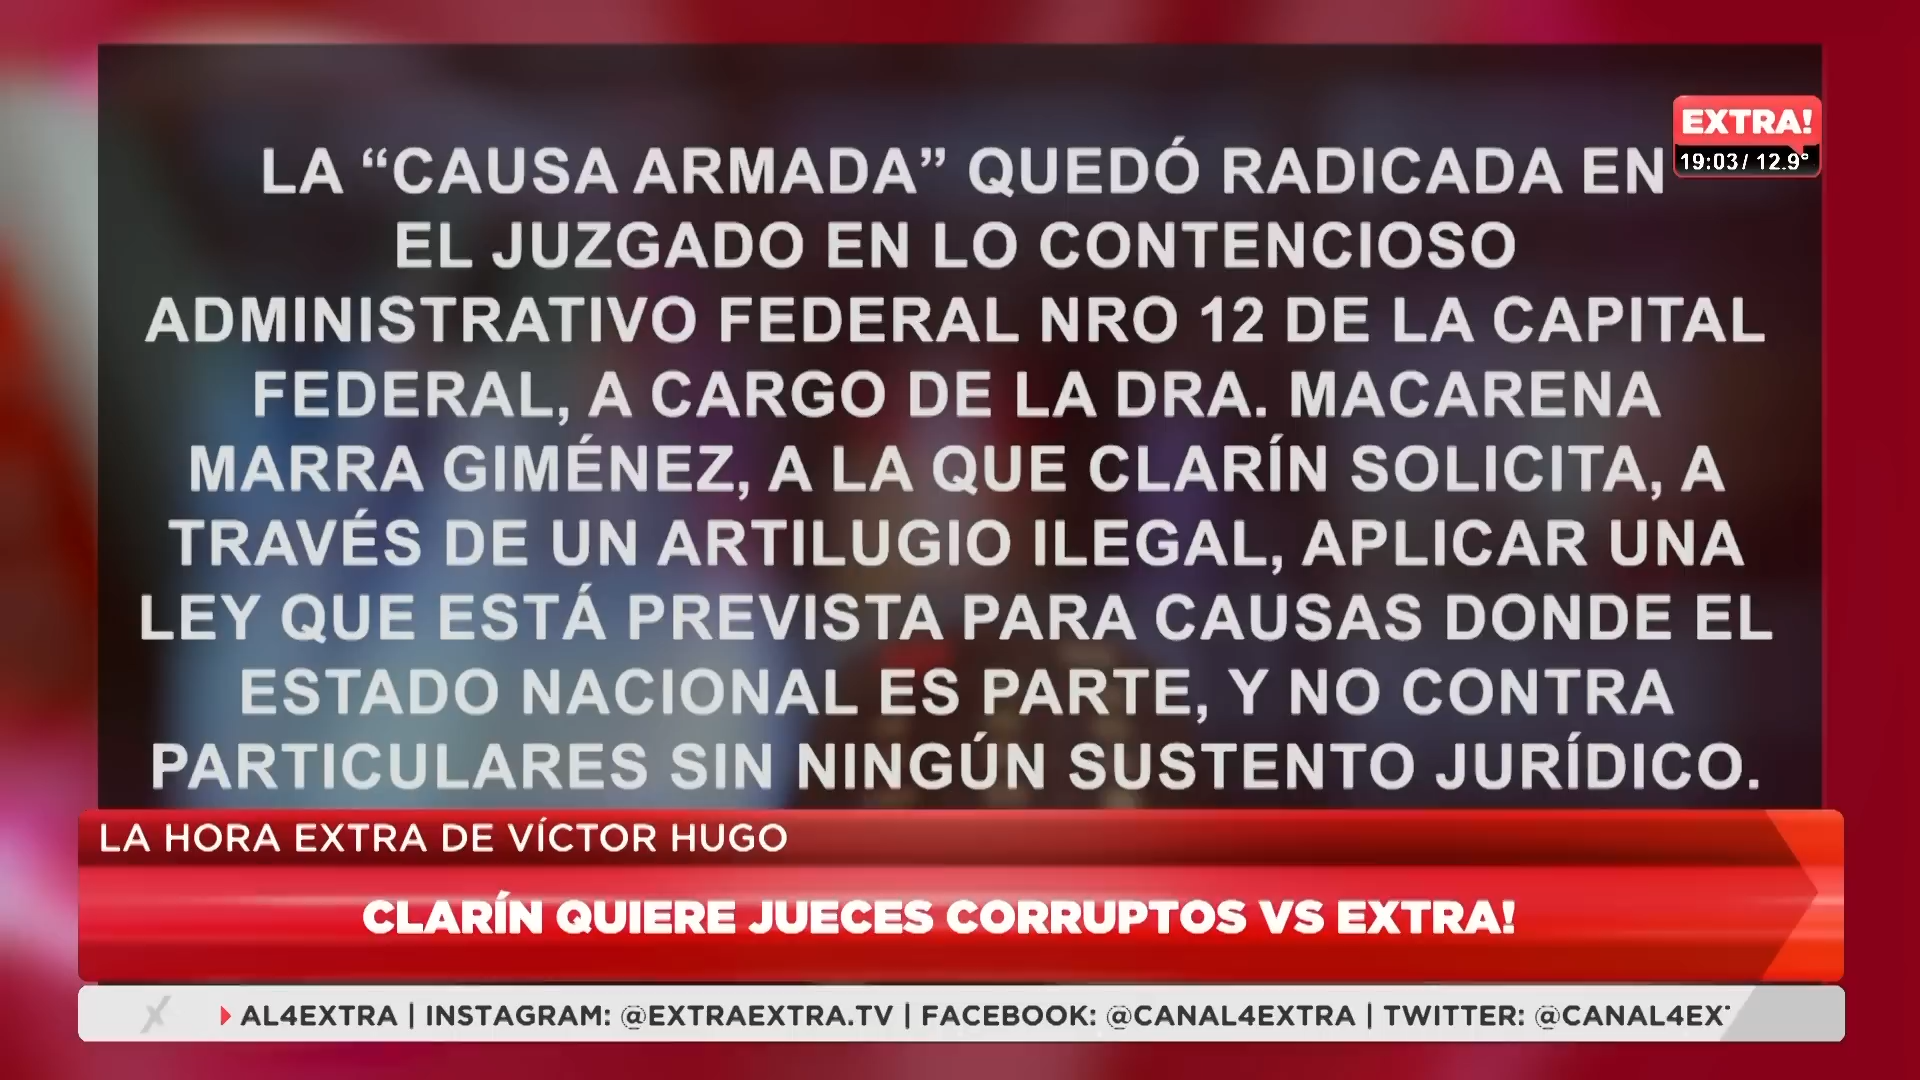 EXTRA!
19:03/ 12.9°
LA “CAUSA ARMADA” QUEDÓ RADICADA EN
EL JUZGADO EN LO CONTENCIOSO
ADMINISTRATIVO FEDERAL NRO 12 DE LA CAPITAL
FEDERAL, A CARGO DE LA DRA. MACARENA
MARRA GIMÉNEZ, A LA QUE CLARÍN SOLICITA, A
TRAVÉS DE UN ARTILUGIO ILEGAL, APLICAR UNA
LEY QUE ESTÁ PREVISTA PARA CAUSAS DONDE EL
ESTADO NACIONAL ES PARTE, Y NO CONTRA
PARTICULARES SIN NINGÚN SUSTENTO JURÍDICO.
LA HORA EXTRA DE VÍCTOR HUGO
CLARÍN QUIERE JUECES CORRUPTOS VS EXTRA!
AL4EXTRA | INSTAGRAM: @EXTRAEXTRA.TV | FACEBOOK: @CANAL4EXTRA | TWITTER: @CANAL4EX